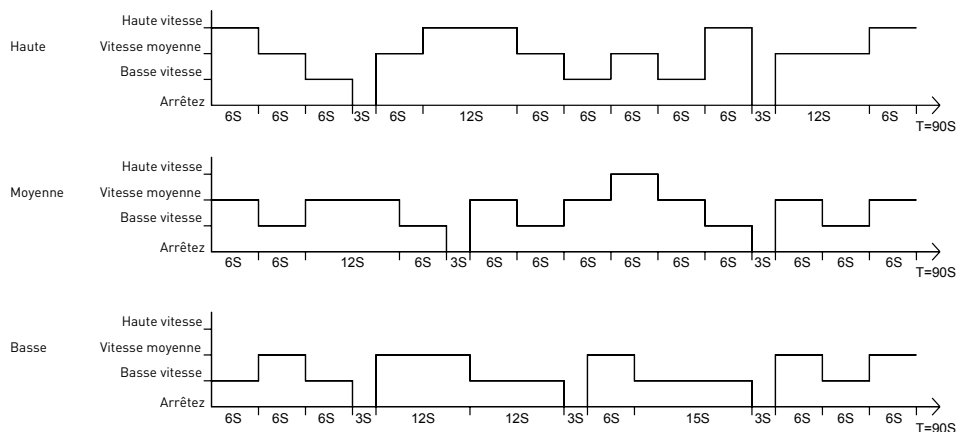 Haute vitesse
Haute
Vitesse moyenne
Basse vitesse
Arrêtez
6S 6S 6S 3S 6S 12S 6S 6S 6S 6S 6S 3S 12S 6S
T=90S
Haute vitesse
Moyenne
Vitesse moyenne
Basse vitesse
Arrêtez
6S 6S 12S 6S 3S 6S 6S 6S 6S 6S 6S 3S 6S 6S 6S
T=90S
Haute vitesse
Basse
Vitesse moyenne
Basse vitesse
Arrêtez
6S 6S 6S 3S 12S 12S 3S 6S 15S 3S 6S 6S 6S
T=90S